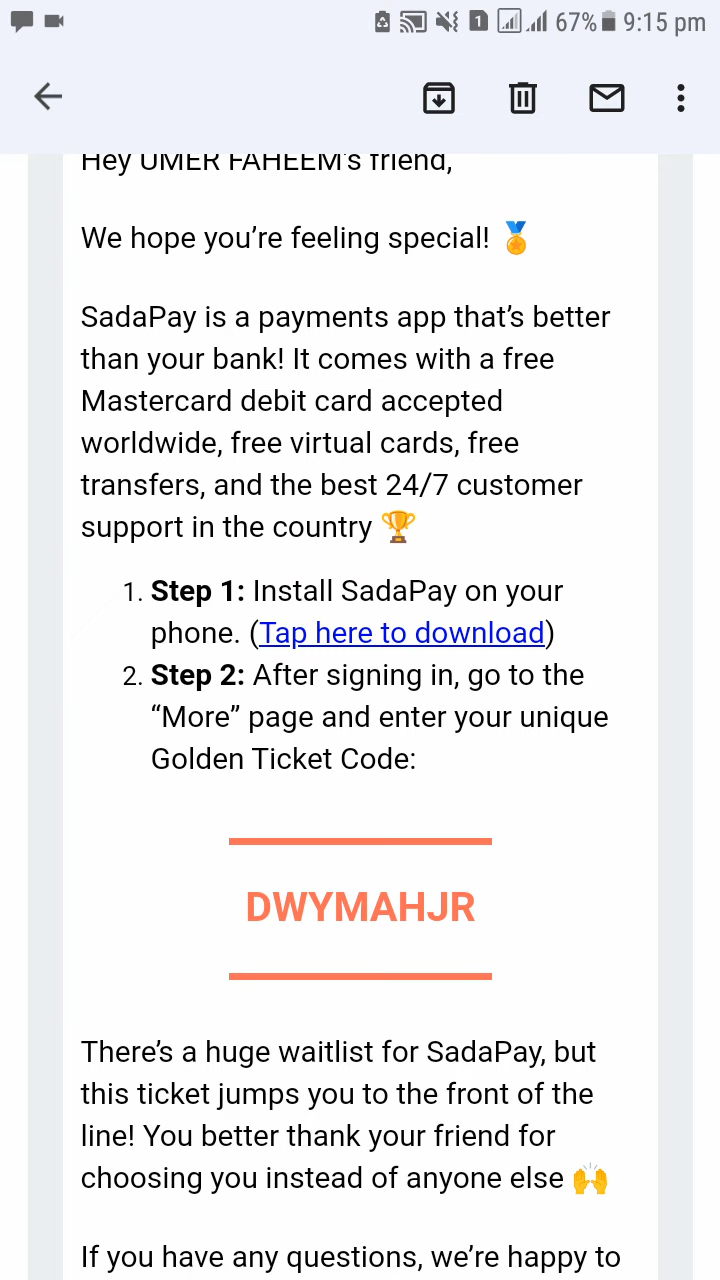 1 67% 9:15 pm
Hey UMER FAHEEM's friend,
We hope you’re feeling special!
SadaPay is a payments app that’s better
than your bank! It comes with a free
Mastercard debit card accepted
worldwide, free virtual cards, free
transfers, and the best 24/7 customer
support in the country 🏆
1. Step 1: Install SadaPay on your
phone. (Tap here to download)
2. Step 2: After signing in, go to the
“More” page and enter your unique
Golden Ticket Code:
DWYMAHJR
There’s a huge waitlist for SadaPay, but
this ticket jumps you to the front of the
line! You better thank your friend for
choosing you instead of anyone else 🙌
If you have any questions, we’re happy to